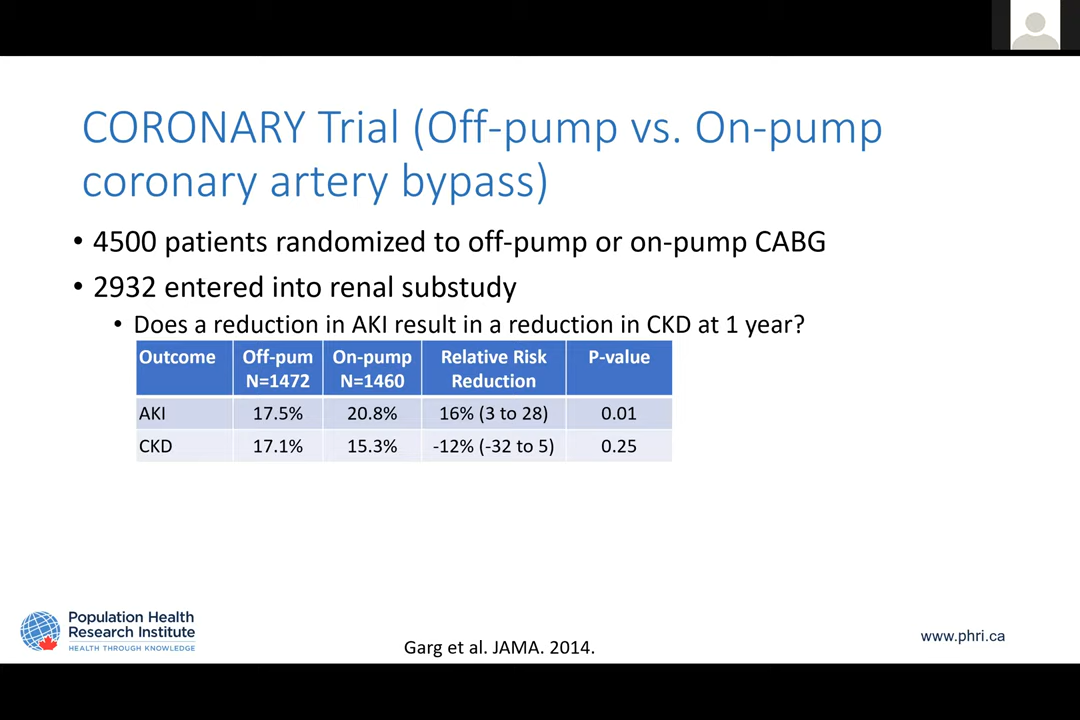 CORONARY Trial (Off-pump vs. On-pump
coronary artery bypass)
• 4500 patients randomized to off-pump or on-pump CABG
• 2932 entered into renal substudy
• Does a reduction in AKI result in a reduction in CKD at 1 year?
Outcome Off-pum N=1472 On-pump N=1460 Relative Risk Reduction P-value
AKI 17.5% 20.8% 16% (3 to 28) 0.01
CKD 17.1% 15.3% -12% (-32 to 5) 0.25
Population Health
Research Institute
HEALTH THROUGH KNOWLEDGE
Garg et al. JAMA. 2014.
www.phri.ca